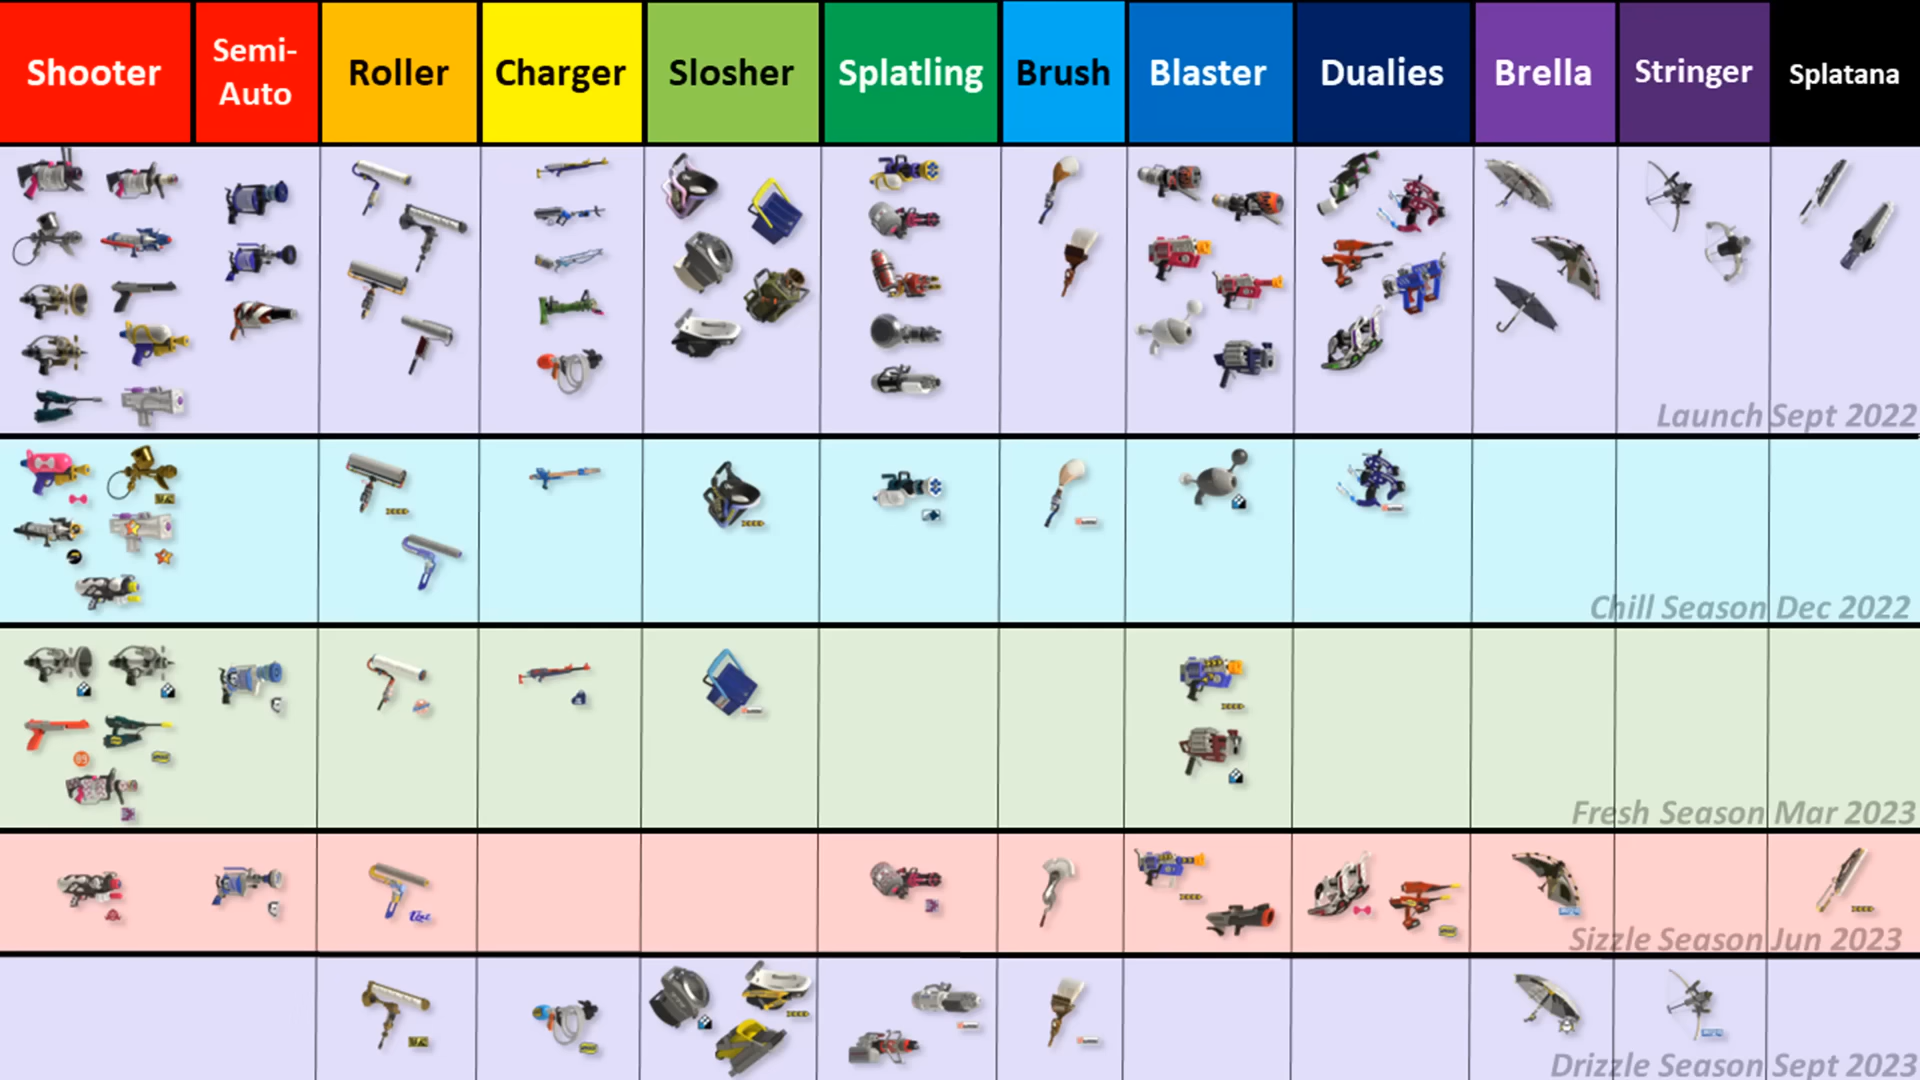 Shooter
Semi-
Auto
Roller
Charger
Slosher
Splatling
Brush
Blaster
Dualies
Brella
Stringer
Splatana
Launch Sept 2022
Chill Season Dec 2022
Fresh Season Mar 2023
Sizzle Season Jun 2023
Drizzle Season Sept 2023